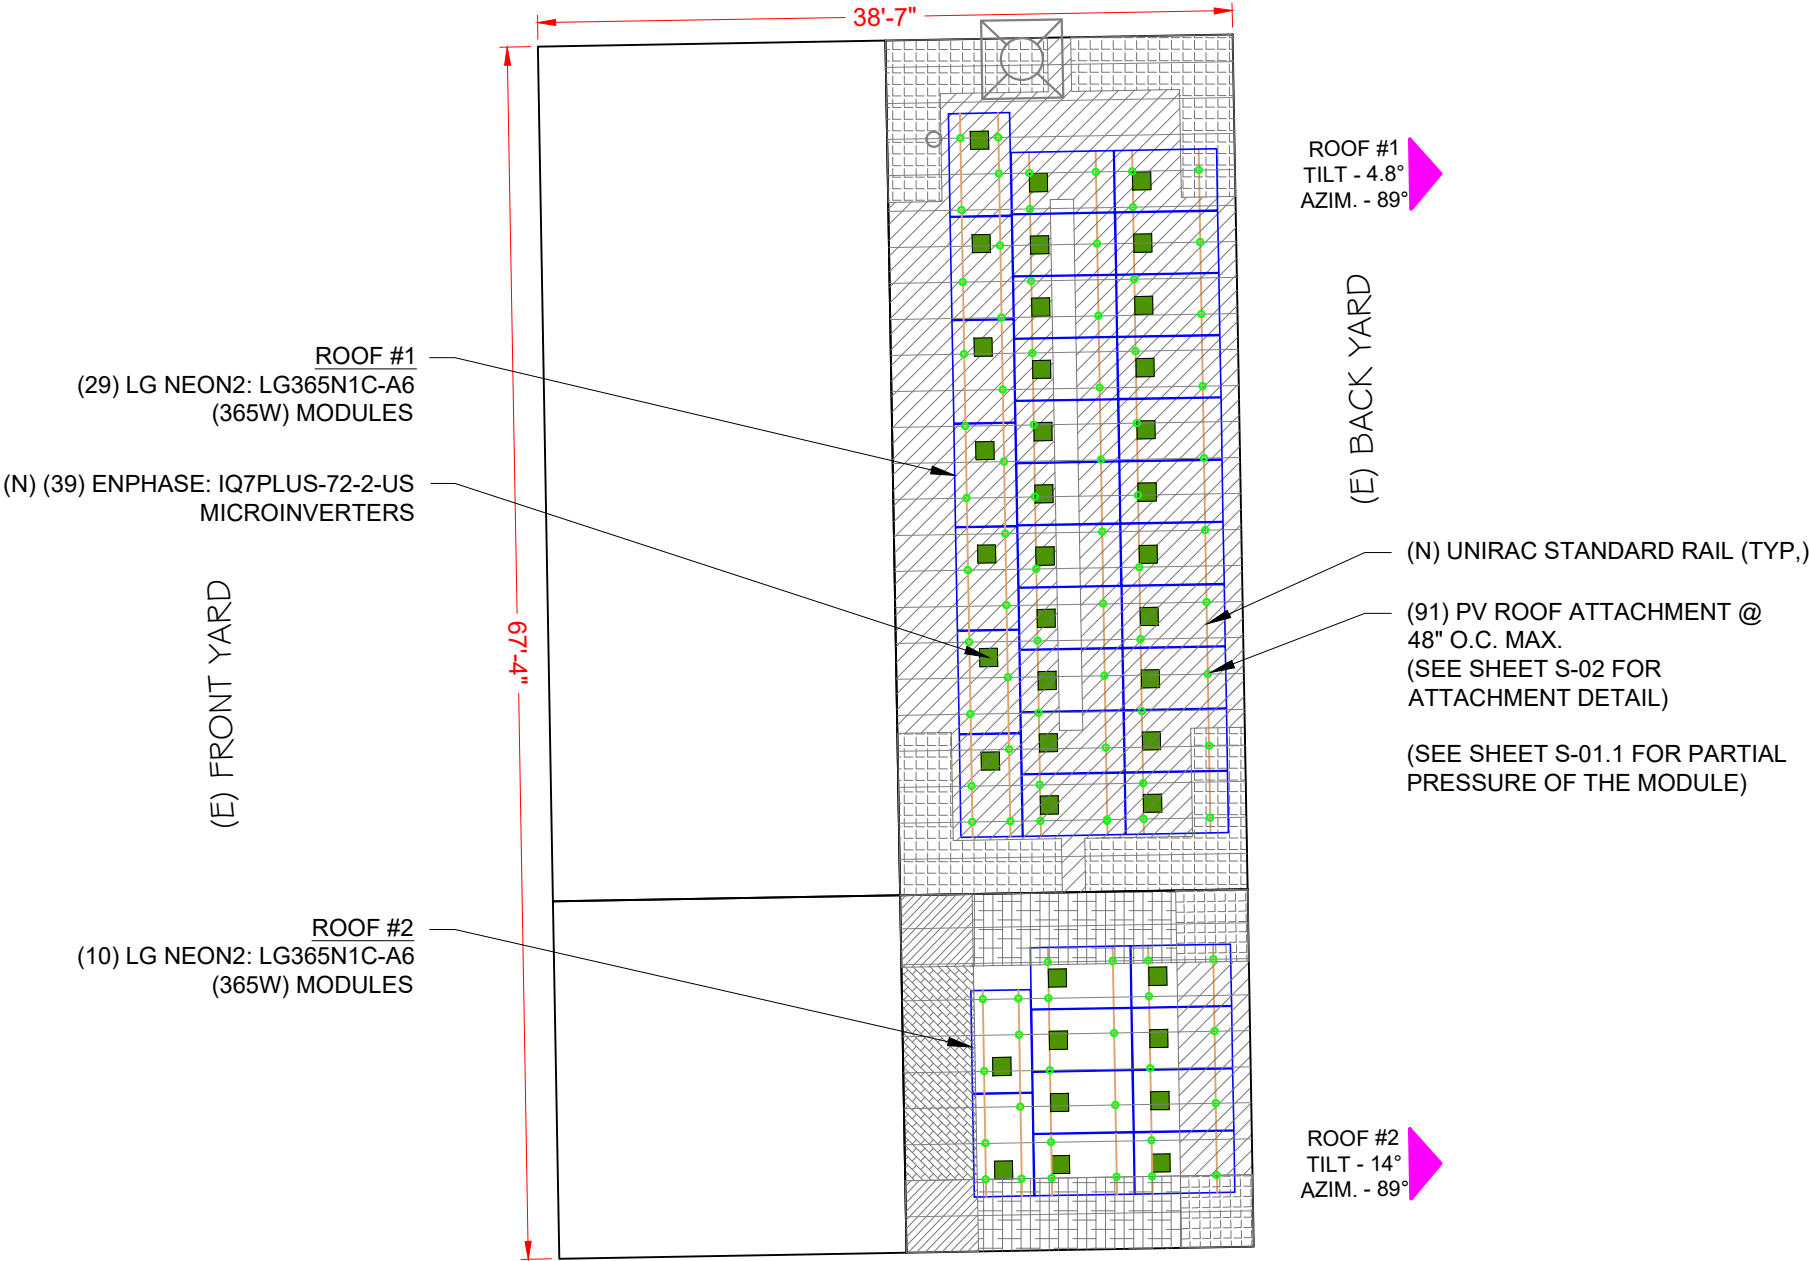 38'-7"
ROOF #1
TILT - 4.8°
AZIM. - 89°
(E) BACK YARD
ROOF #1
(29) LG NEON2: LG365N1C-A6
(365W) MODULES
(N) (39) ENPHASE: IQ7PLUS-72-2-US
MICROINVERTERS
(E) FRONT YARD
67'-4"
(N) UNIRAC STANDARD RAIL (TYP,)
(91) PV ROOF ATTACHMENT @
48" O.C. MAX.
(SEE SHEET S-02 FOR
ATTACHMENT DETAIL)
(SEE SHEET S-01.1 FOR PARTIAL
PRESSURE OF THE MODULE)
ROOF #2
(10) LG NEON2: LG365N1C-A6
(365W) MODULES
ROOF #2
TILT - 14°
AZIM. - 89°